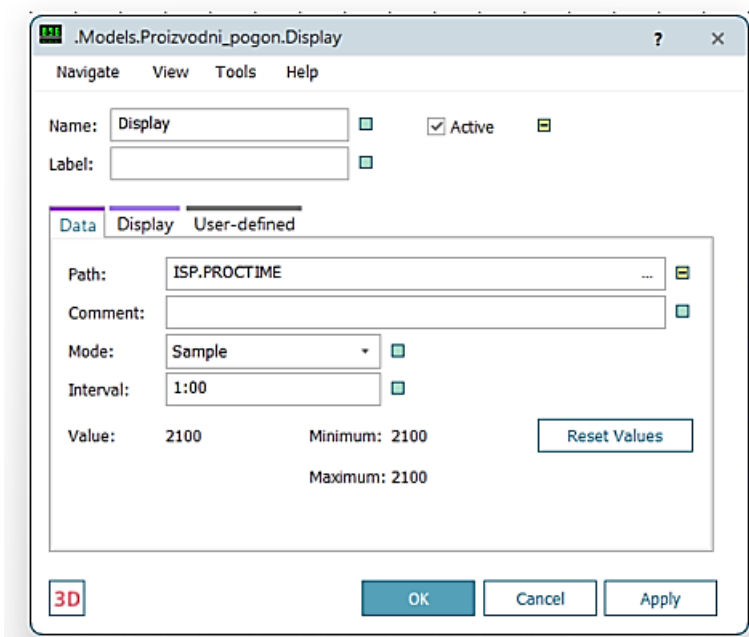 .Models.Proizvodni_pogon.Display ? ×
Navigate View Tools Help
Name: Display Active
Label:
Data Display User-defined
Path: ISP.PROCTIME ...
Comment:
Mode: Sample
Interval: 1:00
Value: 2100 Minimum: 2100 Reset Values
Maximum: 2100
3D OK Cancel Apply